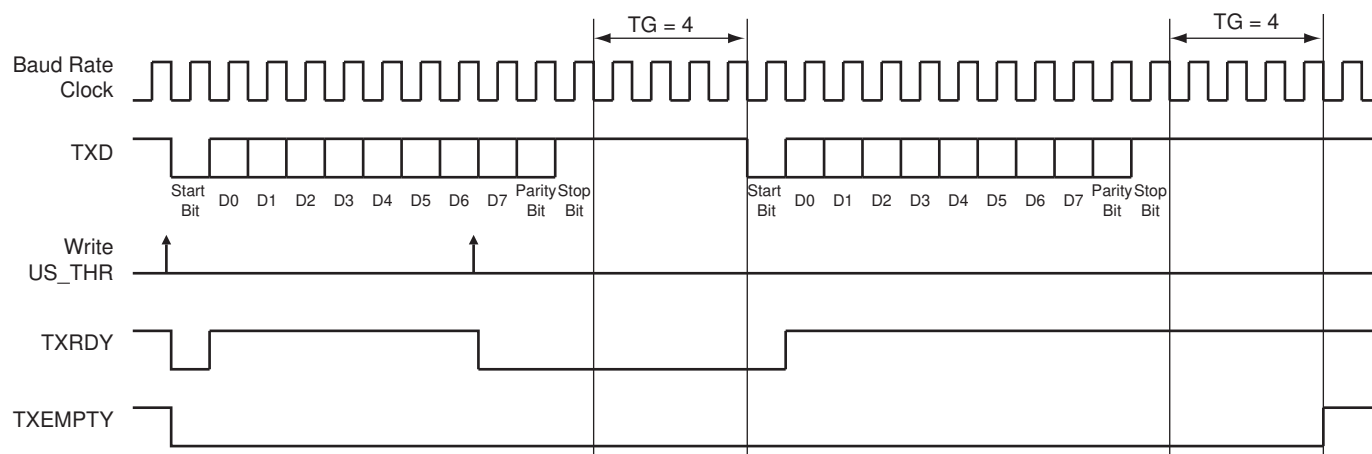 TG = 4
TG = 4
Baud Rate
Clock
TXD
Start
Bit
D0
D1
D2
D3
D4
D5
D6
D7
Parity
Bit
Stop
Bit
Start
Bit
D0
D1
D2
D3
D4
D5
D6
D7
Parity
Bit
Stop
Bit
Write
US_THR
TXRDY
TXEMPTY